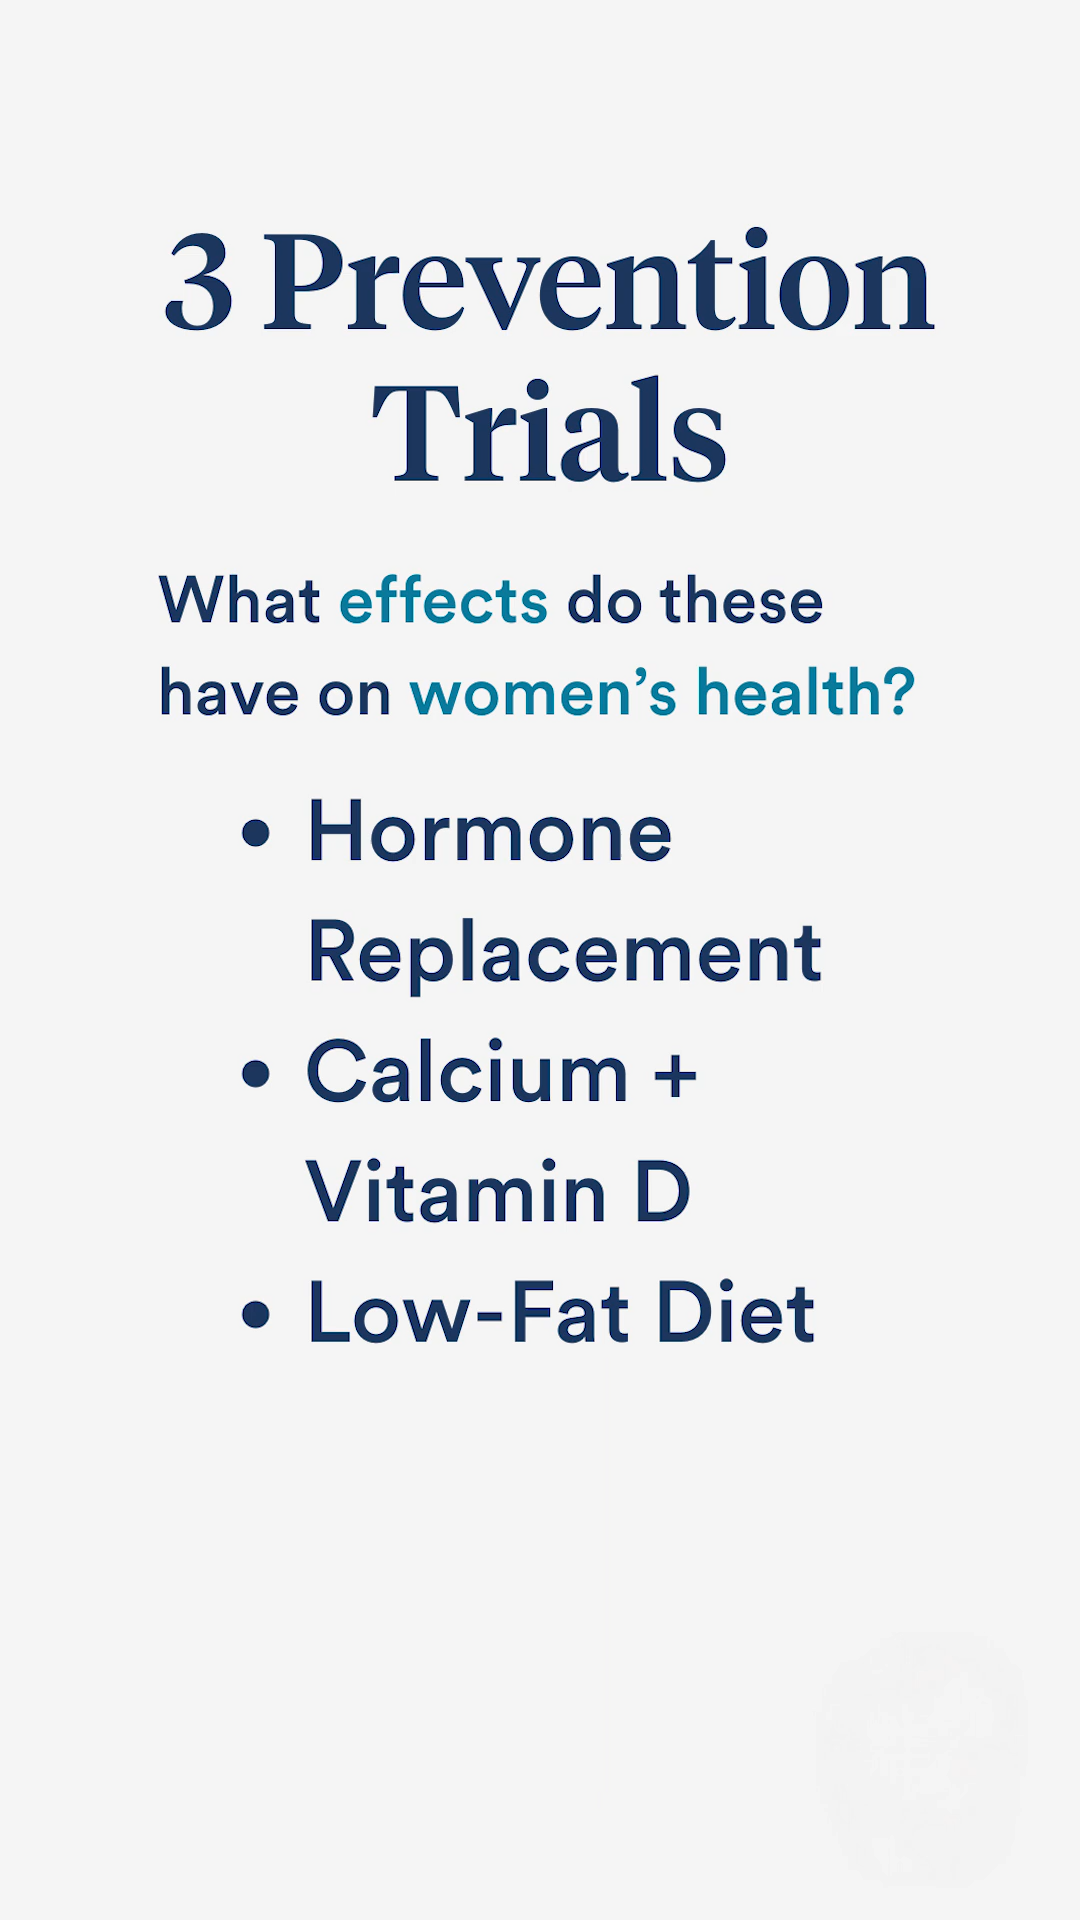 3 Prevention
Trials
What effects do these
have on women’s health?
• Hormone
Replacement
• Calcium +
Vitamin D
• Low-Fat Diet